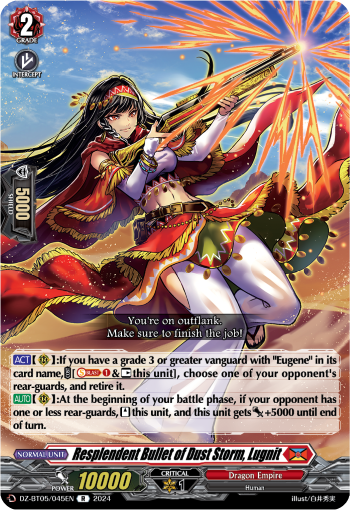 2
GRADE
INTERCEPT
5000
SHIELD
You're on outflank.
Make sure to finish the job!
ACT 1:If you have a grade 3 or greater vanguard with "Eugene" in its
card name, [BLAST 1 & this unit], choose one of your opponent's
rear-guards, and retire it.
AUTO 1:At the beginning of your battle phase, if your opponent has
one or less rear-guards, this unit, and this unit gets +5000 until end
of turn.
NORMAL UNIT Resplendent Bullet of Dust Storm, Lugnit
POWER 10000 CRITICAL 1 Dragon Empire
Human
DZ-BT05/045EN R 2024 illust/白井秀実